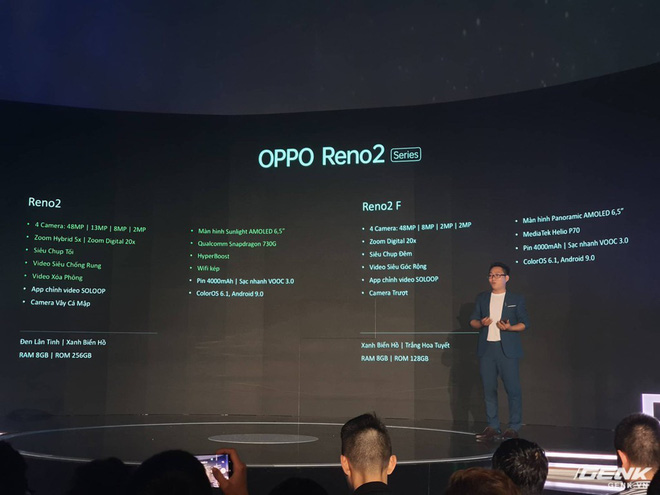 OPPO Reno2 Series
Reno2
• 4 Camera: 48MP | 13MP | 8MP | 2MP
• Zoom Hybrid 5x | Zoom Digital 20x
• Siêu Chụp Tối
• Video Siêu Chống Rung
• Video Xóa Phông
• App chỉnh video SOLOOP
• Camera Vây Cá Mập
• Màn hình Sunlight AMOLED 6,5"
• Qualcomm Snapdragon 730G
• HyperBoost
• Wifi kép
• Pin 4000mAh | Sạc nhanh VOOC 3.0
• ColorOS 6.1, Android 9.0
Đen Lân Tinh | Xanh Biển Hồ
RAM 8GB | ROM 256GB
Reno2 F
• 4 Camera: 48MP | 8MP | 2MP | 2MP
• Zoom Digital 20x
• Siêu Chụp Đêm
• Video Siêu Góc Rộng
• App chỉnh video SOLOOP
• Camera Trượt
• Màn hình Panoramic AMOLED 6,5"
• MediaTek Helio P70
• Pin 4000mAh | Sạc nhanh VOOC 3.0
• ColorOS 6.1, Android 9.0
Xanh Biển Hồ | Trắng Hoa Tuyết
RAM 8GB | ROM 128GB
GENK
GENK.VN